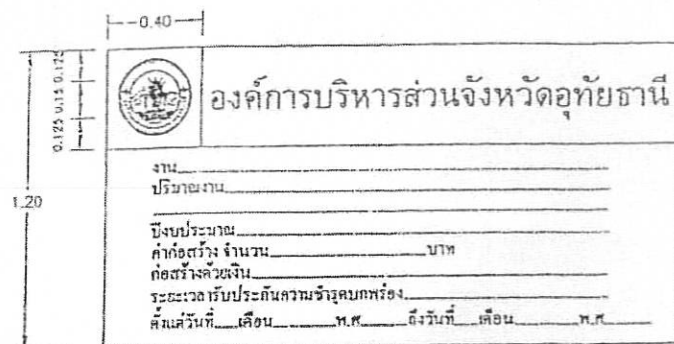 0.40
0.125 0.15 0.125
องค์การบริหารส่วนจังหวัดอุทัยธานี
1.20
งาน
ปริมาณงาน
ปีงบประมาณ
ค่าก่อสร้าง จำนวน บาท
ก่อสร้างด้วยเงิน
ระยะเวลารับประกันความชำรุดบกพร่อง
ตั้งแต่วันที่ เดือน พ.ศ. ถึงวันที่ เดือน พ.ศ.